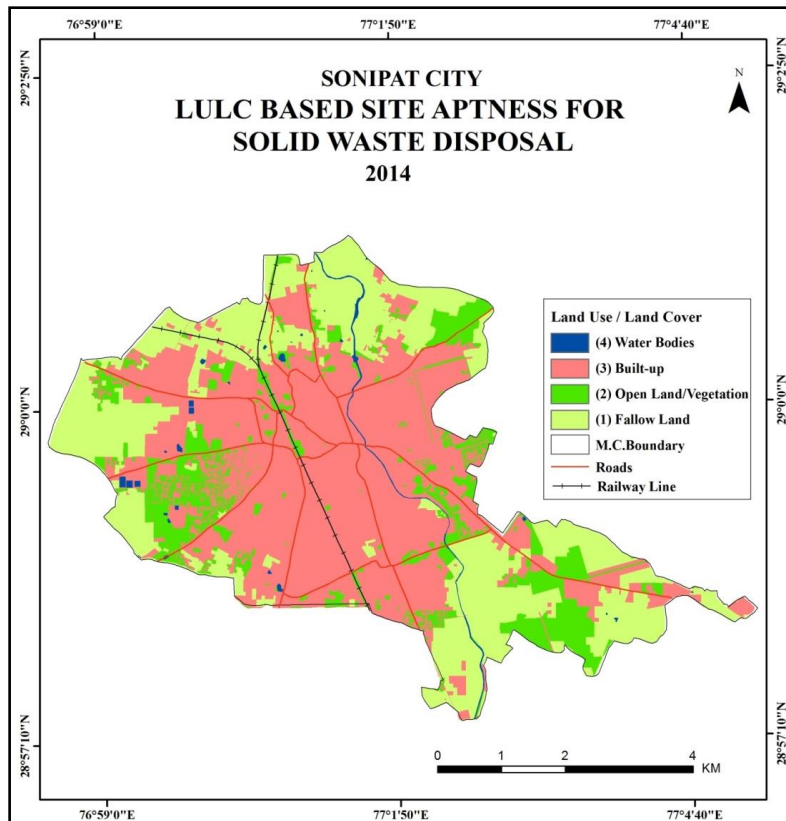 76°59'0"E 77°1'50"E 77°4'40"E
29°2'50"N 29°2'50"N
SONIPAT CITY
LULC BASED SITE APTNESS FOR
SOLID WASTE DISPOSAL
2014
N
Land Use / Land Cover
(4) Water Bodies
(3) Built-up
(2) Open Land/Vegetation
(1) Fallow Land
M.C.Boundary
Roads
Railway Line
29°0'0"N 29°0'0"N
28°57'10"N 28°57'10"N
0 1 2 4
KM
76°59'0"E 77°1'50"E 77°4'40"E